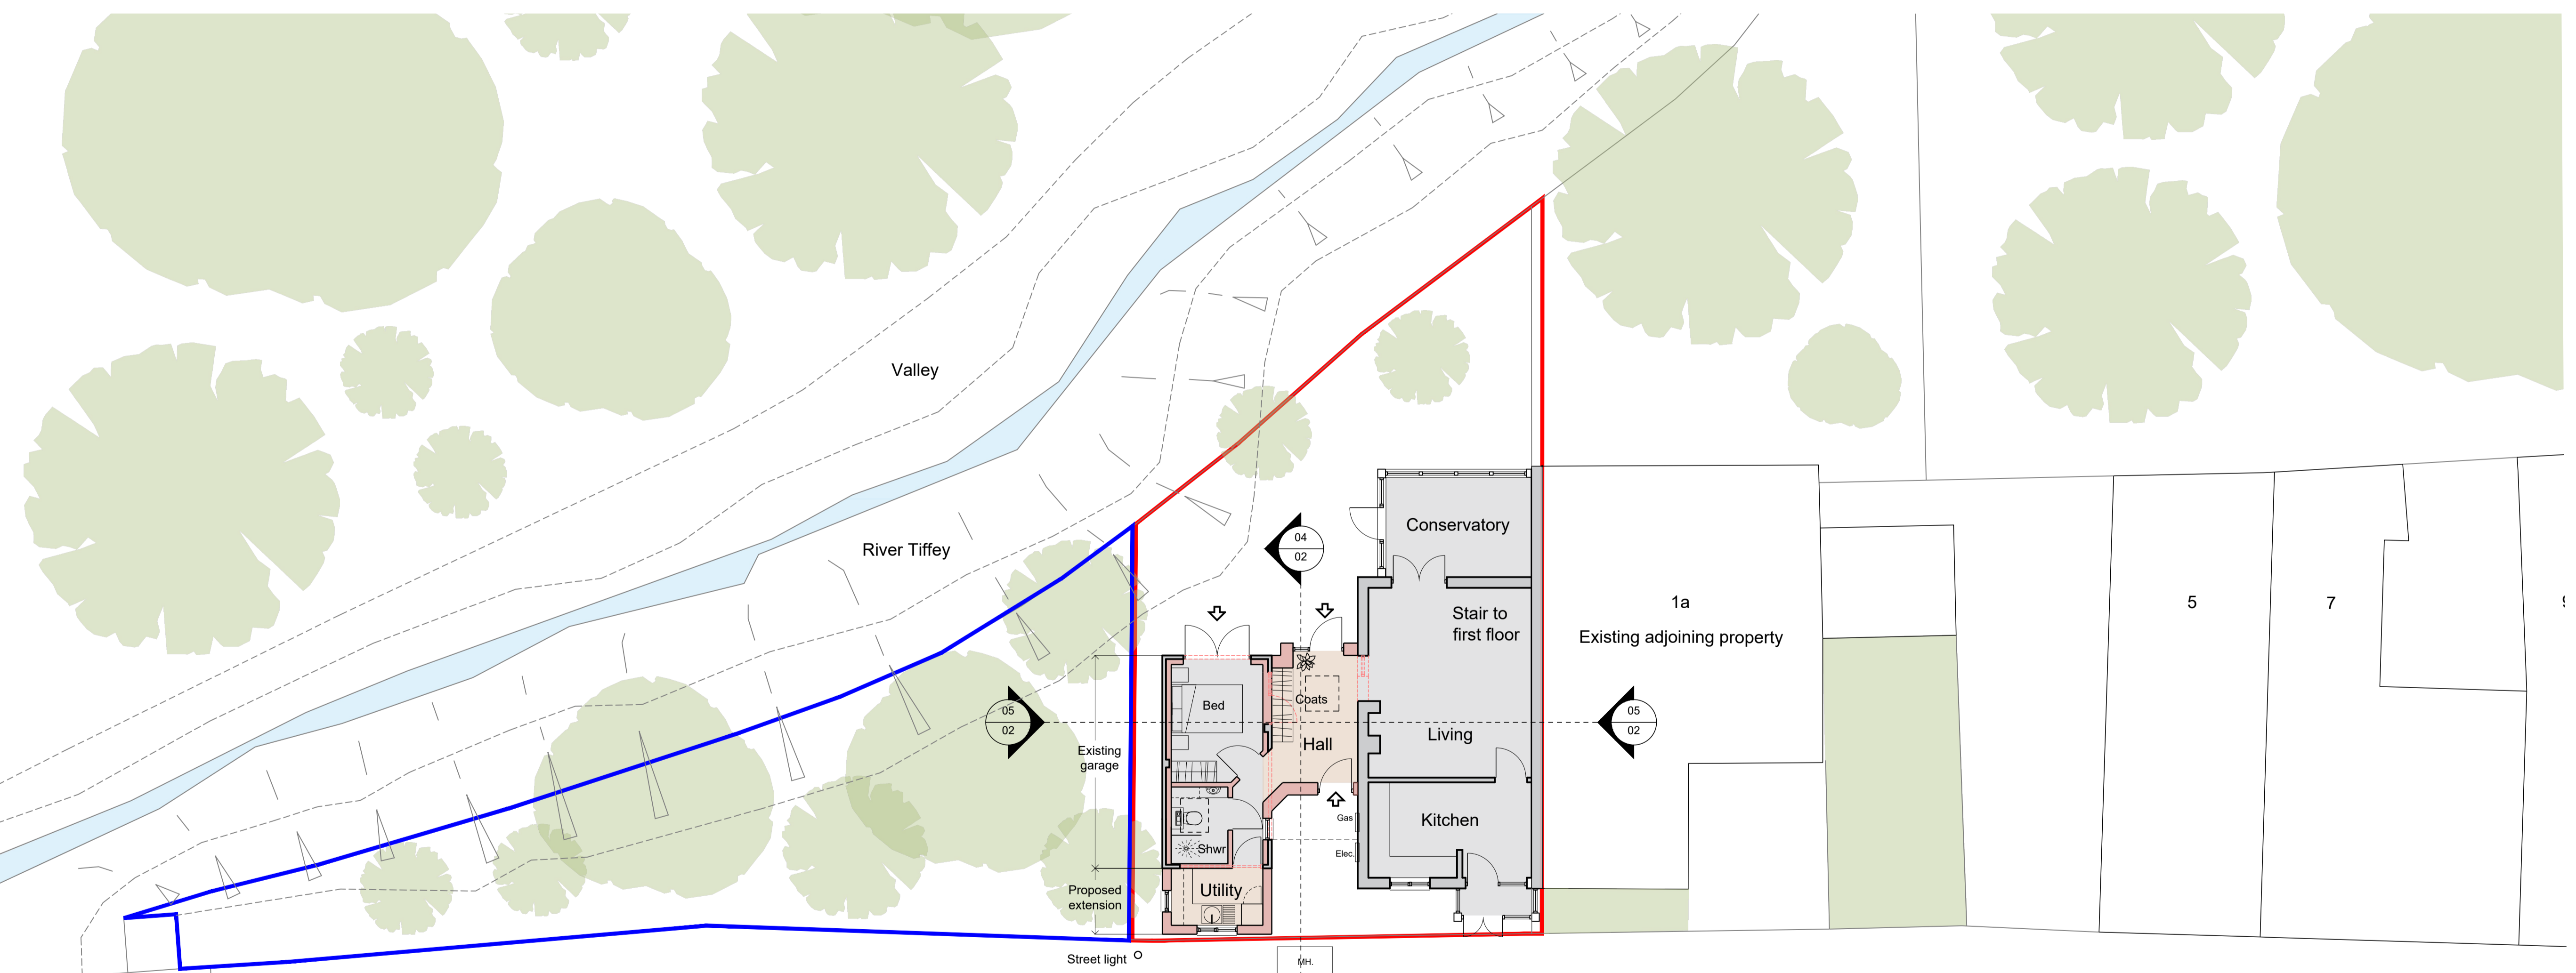 Valley
River Tiffey
04
02
Conservatory
Stair to
first floor
1a
Existing adjoining property
5
7
Bed
Coats
05
02
05
02
Existing
garage
Hall
Living
Gas
Kitchen
Elec.
Shwr
Proposed
extension
Utility
Street light
MH.